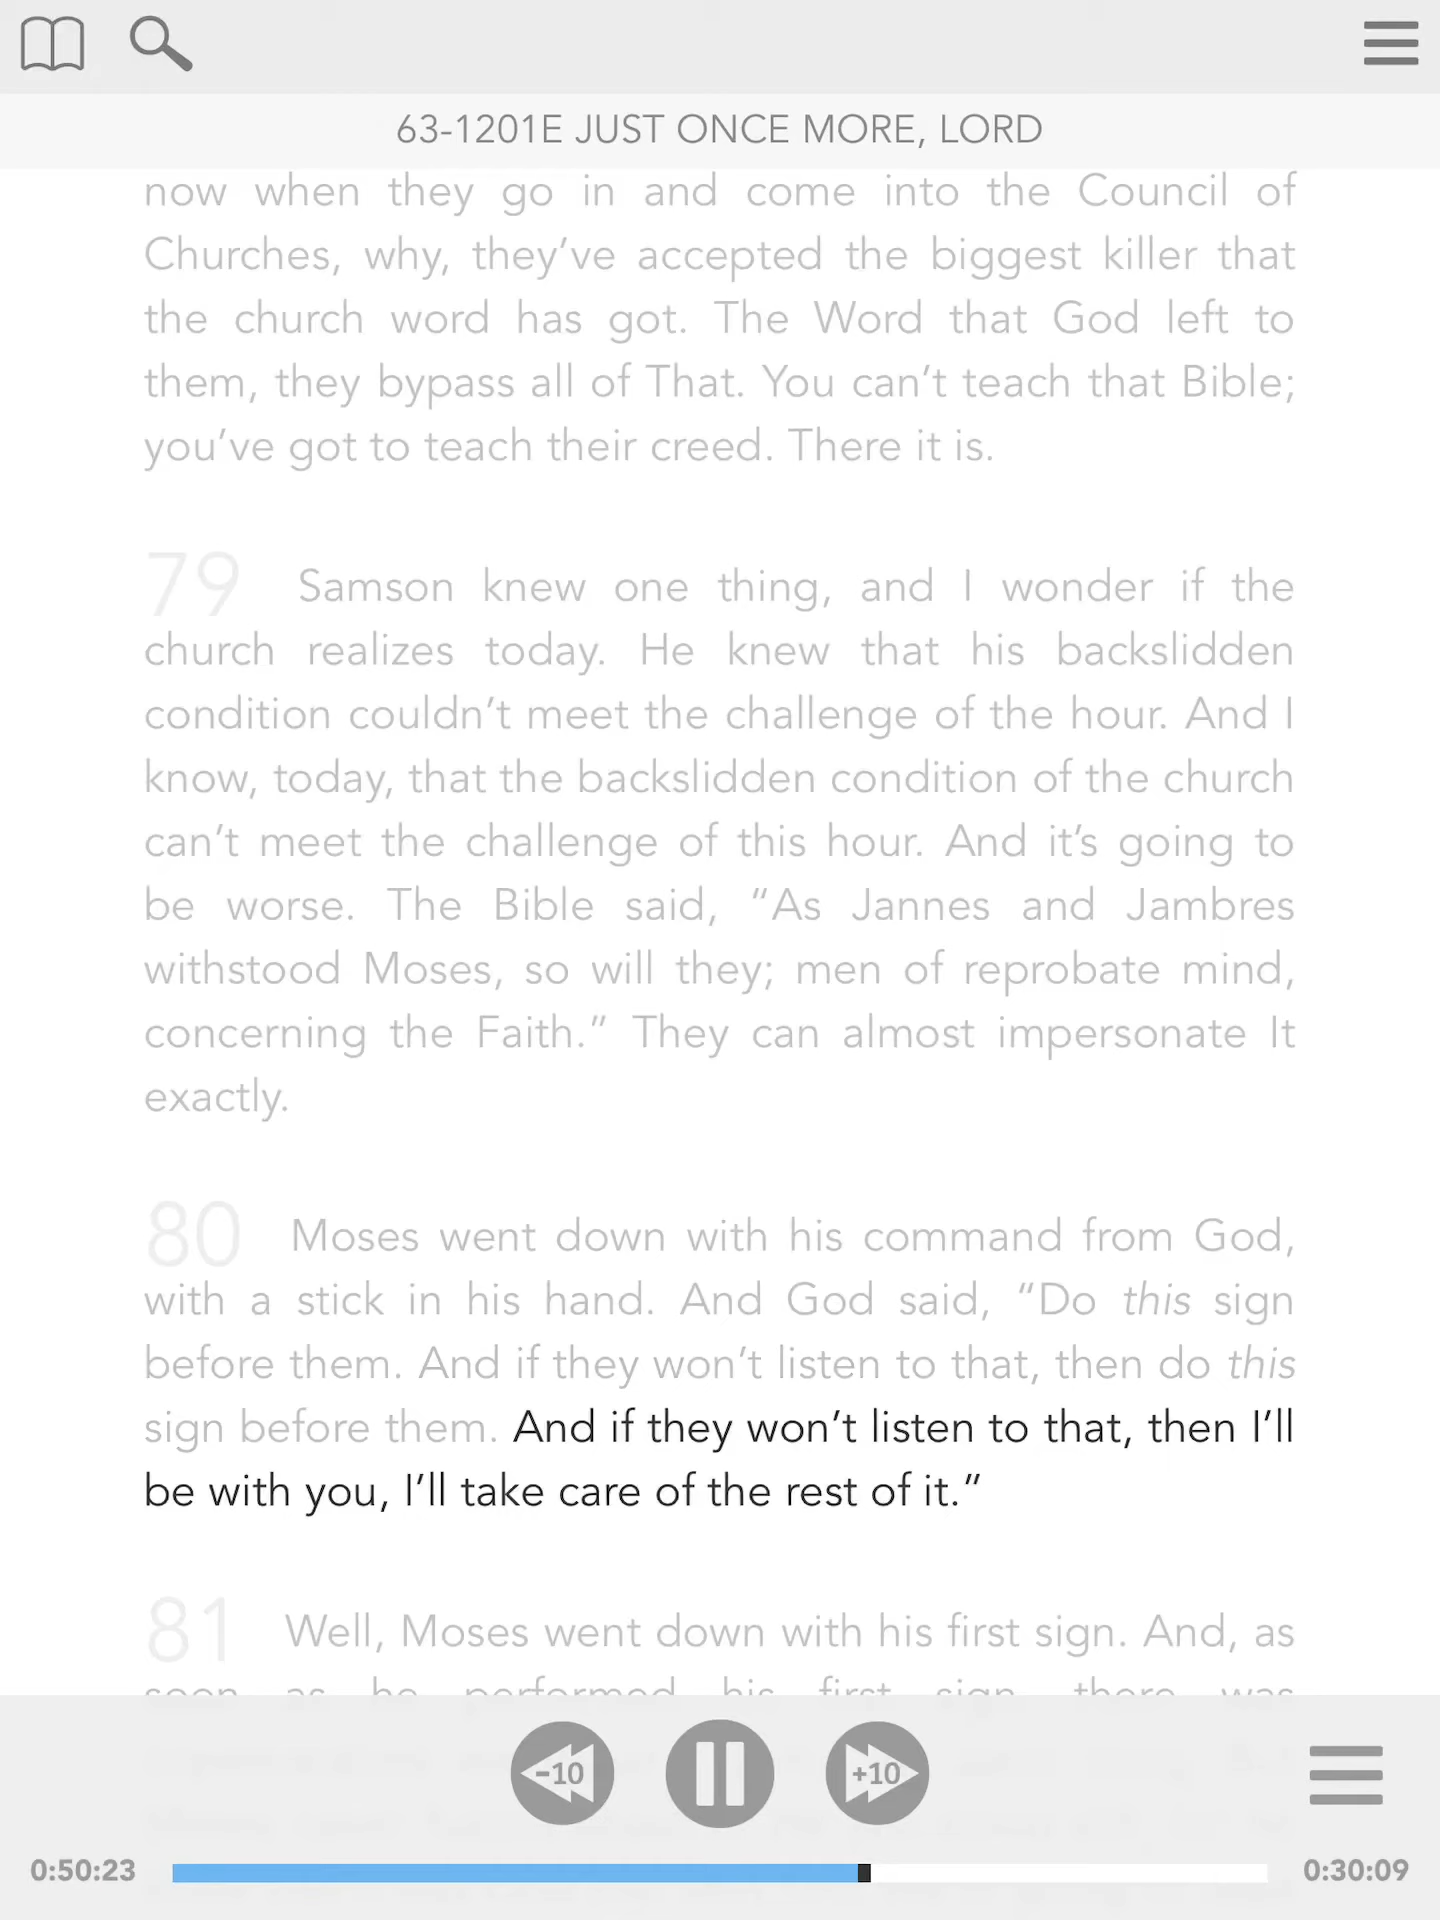 63-1201E JUST ONCE MORE, LORD
now when they go in and come into the Council of
Churches, why, they’ve accepted the biggest killer that
the church word has got. The Word that God left to
them, they bypass all of That. You can’t teach that Bible;
you’ve got to teach their creed. There it is.
79 Samson knew one thing, and I wonder if the
church realizes today. He knew that his backslidden
condition couldn’t meet the challenge of the hour. And I
know, today, that the backslidden condition of the church
can’t meet the challenge of this hour. And it’s going to
be worse. The Bible said, “As Jannes and Jambres
withstood Moses, so will they; men of reprobate mind,
concerning the Faith.” They can almost impersonate It
exactly.
80 Moses went down with his command from God,
with a stick in his hand. And God said, “Do this sign
before them. And if they won’t listen to that, then do this
sign before them. And if they won’t listen to that, then I’ll
be with you, I’ll take care of the rest of it.”
81 Well, Moses went down with his first sign. And, as
soon as he performed his first sign, there was
-10 +10
0:50:23 0:30:09